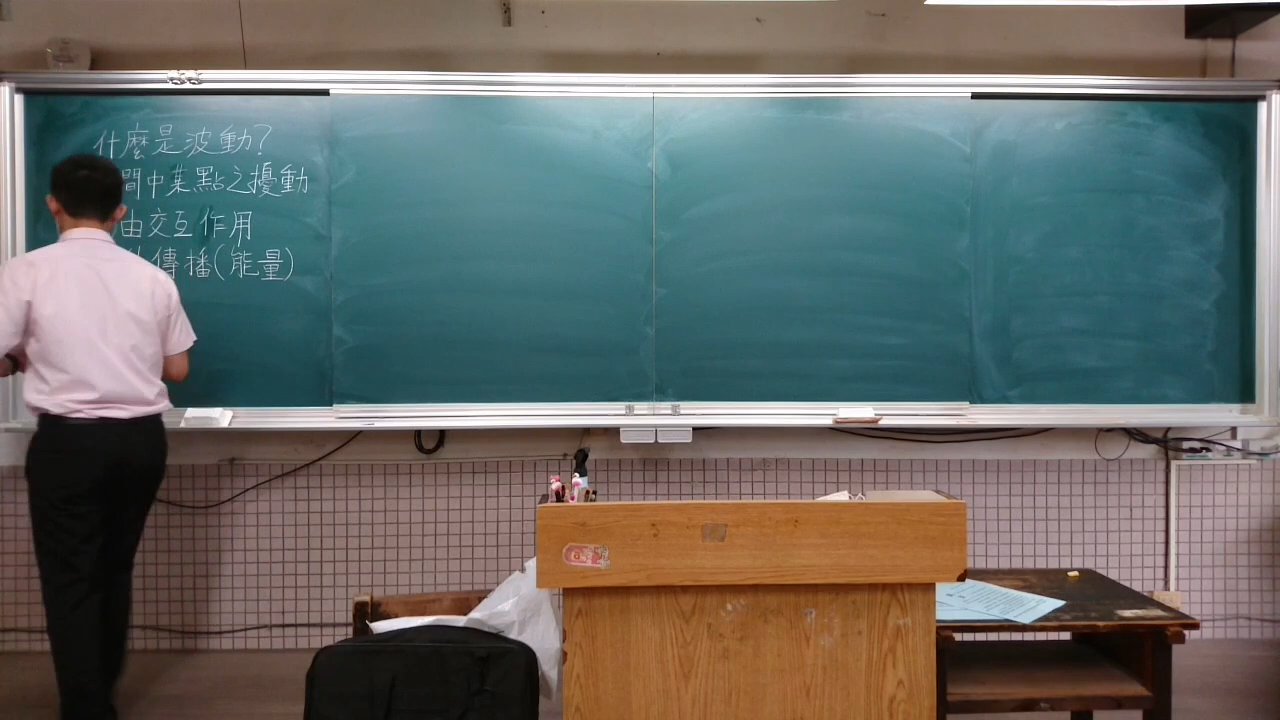 什麼是波動?
間中某點之擾動
由交互作用
傳播(能量)